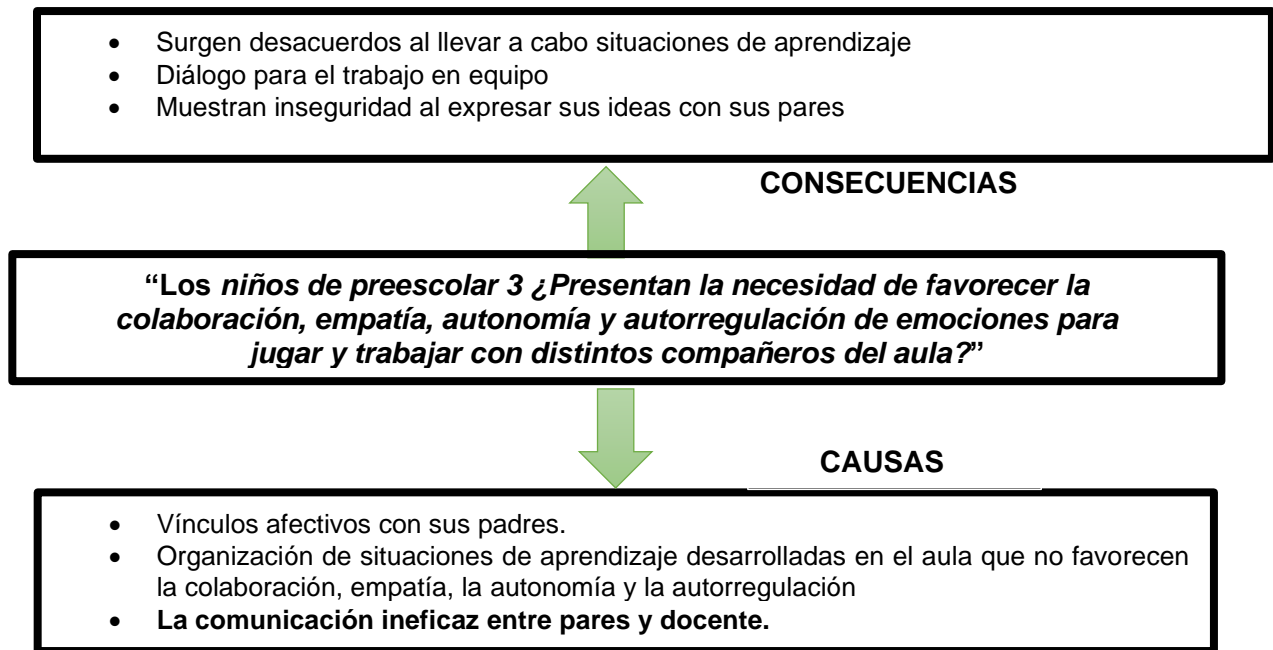 • Surgen desacuerdos al llevar a cabo situaciones de aprendizaje
• Diálogo para el trabajo en equipo
• Muestran inseguridad al expresar sus ideas con sus pares
CONSECUENCIAS
“Los niños de preescolar 3 ¿Presentan la necesidad de favorecer la
colaboración, empatía, autonomía y autorregulación de emociones para
jugar y trabajar con distintos compañeros del aula?”
CAUSAS
• Vínculos afectivos con sus padres.
• Organización de situaciones de aprendizaje desarrolladas en el aula que no favorecen
la colaboración, empatía, la autonomía y la autorregulación
• La comunicación ineficaz entre pares y docente.